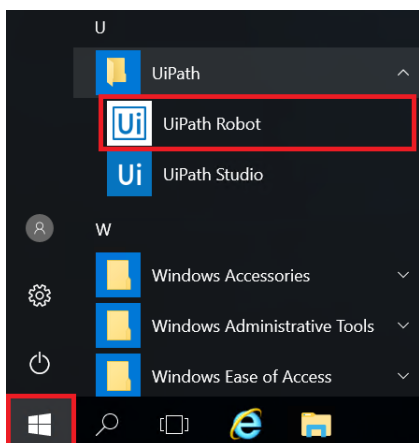 U
UiPath
Ui UiPath Robot
Ui UiPath Studio
W
Windows Accessories
Windows Administrative Tools
Windows Ease of Access